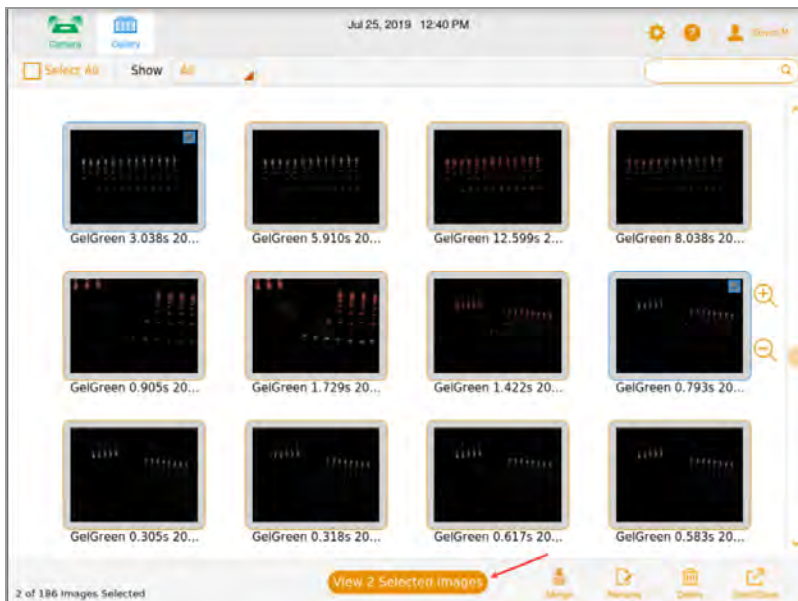 Jul 25, 2019 12:40 PM
Camera
Gallery
Select All
Show
All
GelGreen 3.038s 20...
GelGreen 5.910s 20...
GelGreen 12.599s 2...
GelGreen 8.038s 20...
GelGreen 0.905s 20...
GelGreen 1.729s 20...
GelGreen 1.422s 20...
GelGreen 0.793s 20...
GelGreen 0.305s 20...
GelGreen 0.318s 20...
GelGreen 0.617s 20...
GelGreen 0.583s 20...
2 of 186 Images Selected
View 2 Selected Images
Merge
Rename
Delete